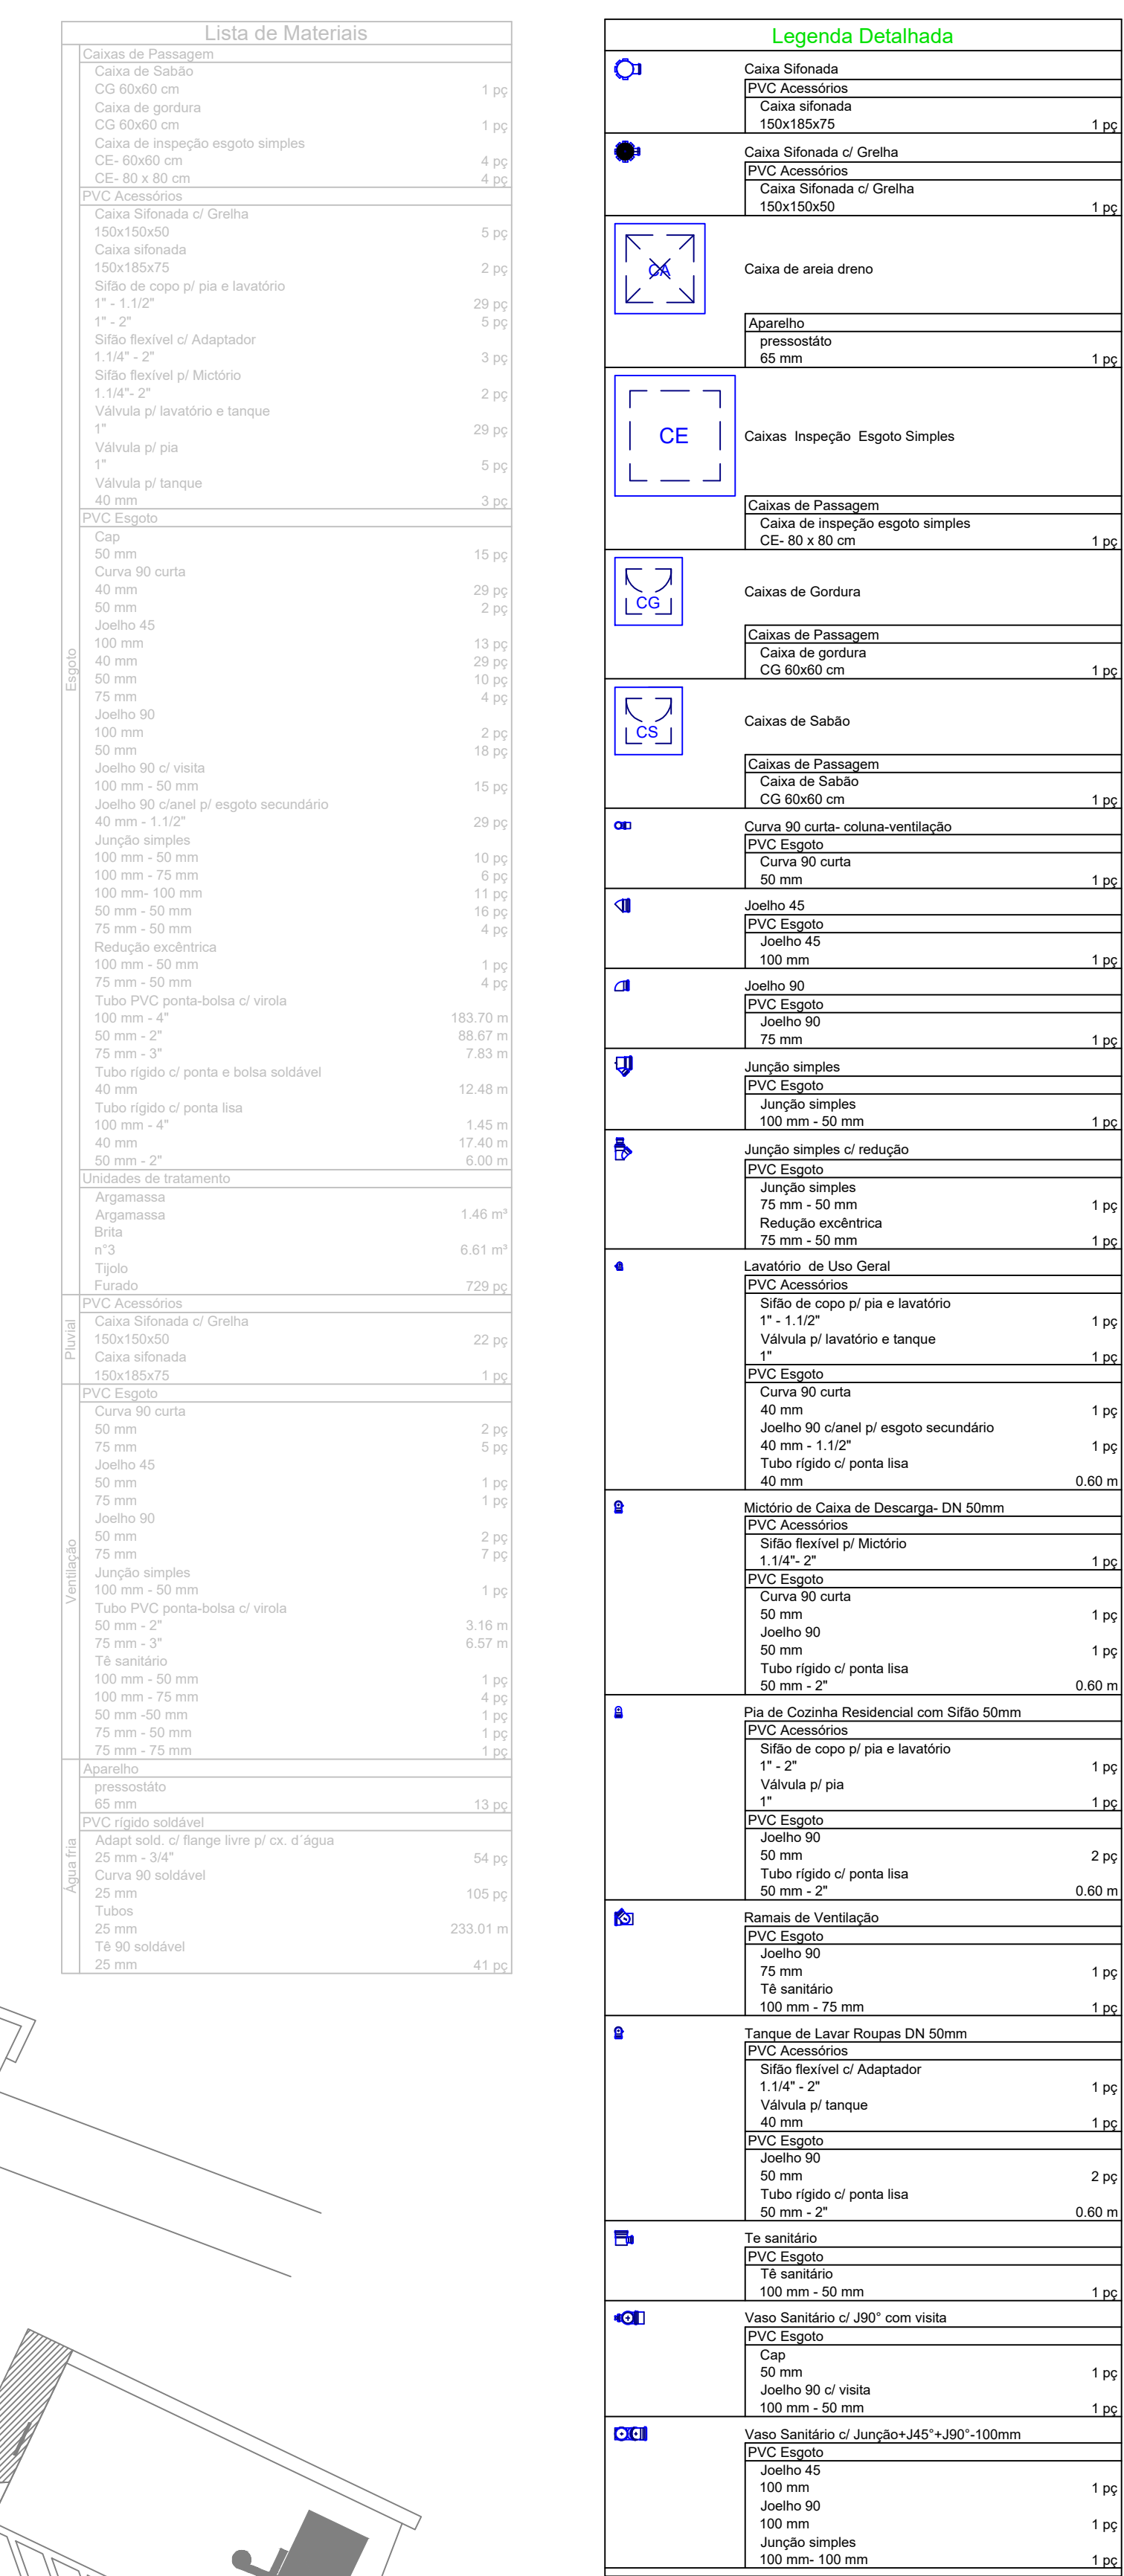 Lista de Materiais
Esgoto
Caixas de Passagem
Caixa de Sabão
CG 60x60 cm 1 pç
Caixa de gordura
CG 60x60 cm 1 pç
Caixa de inspeção esgoto simples
CE- 60x60 cm 4 pç
CE- 80 x 80 cm 4 pç
PVC Acessórios
Caixa Sifonada c/ Grelha
150x150x50 5 pç
Caixa sifonada
150x185x75 2 pç
Sifão de copo p/ pia e lavatório
1" - 1.1/2" 29 pç
1" - 2" 5 pç
Sifão flexível c/ Adaptador
1.1/4" - 2" 3 pç
Sifão flexível p/ Mictório
1.1/4"- 2" 2 pç
Válvula p/ lavatório e tanque
1" 29 pç
Válvula p/ pia
1" 5 pç
Válvula p/ tanque
40 mm 3 pç
PVC Esgoto
Cap
50 mm 15 pç
Curva 90 curta
40 mm 29 pç
50 mm 2 pç
Joelho 45
100 mm 13 pç
40 mm 29 pç
50 mm 10 pç
75 mm 4 pç
Joelho 90
100 mm 2 pç
50 mm 18 pç
Joelho 90 c/ visita
100 mm - 50 mm 15 pç
Joelho 90 c/anel p/ esgoto secundário
40 mm - 1.1/2" 29 pç
Junção simples
100 mm - 50 mm 10 pç
100 mm - 75 mm 6 pç
100 mm- 100 mm 11 pç
50 mm - 50 mm 16 pç
75 mm - 50 mm 4 pç
Redução excêntrica
100 mm - 50 mm 1 pç
75 mm - 50 mm 4 pç
Tubo PVC ponta-bolsa c/ virola
100 mm - 4" 183.70 m
50 mm - 2" 88.67 m
75 mm - 3" 7.83 m
Tubo rígido c/ ponta e bolsa soldável
40 mm 12.48 m
Tubo rígido c/ ponta lisa
100 mm - 4" 1.45 m
40 mm 17.40 m
50 mm - 2" 6.00 m
Unidades de tratamento
Argamassa
Argamassa 1.46 m³
Brita
n°3 6.61 m³
Tijolo
Furado 729 pç
Pluvial
PVC Acessórios
Caixa Sifonada c/ Grelha
150x150x50 22 pç
Caixa sifonada
150x185x75 1 pç
Ventilação
PVC Esgoto
Curva 90 curta
50 mm 2 pç
75 mm 5 pç
Joelho 45
50 mm 1 pç
75 mm 1 pç
Joelho 90
50 mm 2 pç
75 mm 7 pç
Junção simples
100 mm - 50 mm 1 pç
Tubo PVC ponta-bolsa c/ virola
50 mm - 2" 3.16 m
75 mm - 3" 6.57 m
Tê sanitário
100 mm - 50 mm 1 pç
100 mm - 75 mm 4 pç
50 mm -50 mm 1 pç
75 mm - 50 mm 1 pç
75 mm - 75 mm 1 pç
Água fria
Aparelho
pressostáto
65 mm 13 pç
PVC rígido soldável
Adapt sold. c/ flange livre p/ cx. d´água
25 mm - 3/4" 54 pç
Curva 90 soldável
25 mm 105 pç
Tubos
25 mm 233.01 m
Tê 90 soldável
25 mm 41 pç
Legenda Detalhada
Caixa Sifonada
PVC Acessórios
Caixa sifonada
150x185x75 1 pç
Caixa Sifonada c/ Grelha
PVC Acessórios
Caixa Sifonada c/ Grelha
150x150x50 1 pç
CA
Caixa de areia dreno
Aparelho
pressostáto
65 mm 1 pç
CE
Caixas Inspeção Esgoto Simples
Caixas de Passagem
Caixa de inspeção esgoto simples
CE- 80 x 80 cm 1 pç
CG
Caixas de Gordura
Caixas de Passagem
Caixa de gordura
CG 60x60 cm 1 pç
CS
Caixas de Sabão
Caixas de Passagem
Caixa de Sabão
CG 60x60 cm 1 pç
Curva 90 curta- coluna-ventilação
PVC Esgoto
Curva 90 curta
50 mm 1 pç
Joelho 45
PVC Esgoto
Joelho 45
100 mm 1 pç
Joelho 90
PVC Esgoto
Joelho 90
75 mm 1 pç
Junção simples
PVC Esgoto
Junção simples
100 mm - 50 mm 1 pç
Junção simples c/ redução
PVC Esgoto
Junção simples
75 mm - 50 mm 1 pç
Redução excêntrica
75 mm - 50 mm 1 pç
Lavatório de Uso Geral
PVC Acessórios
Sifão de copo p/ pia e lavatório
1" - 1.1/2" 1 pç
Válvula p/ lavatório e tanque
1" 1 pç
PVC Esgoto
Curva 90 curta
40 mm 1 pç
Joelho 90 c/anel p/ esgoto secundário
40 mm - 1.1/2" 1 pç
Tubo rígido c/ ponta lisa
40 mm 0.60 m
Mictório de Caixa de Descarga- DN 50mm
PVC Acessórios
Sifão flexível p/ Mictório
1.1/4"- 2" 1 pç
PVC Esgoto
Curva 90 curta
50 mm 1 pç
Joelho 90
50 mm 1 pç
Tubo rígido c/ ponta lisa
50 mm - 2" 0.60 m
Pia de Cozinha Residencial com Sifão 50mm
PVC Acessórios
Sifão de copo p/ pia e lavatório
1" - 2" 1 pç
Válvula p/ pia
1" 1 pç
PVC Esgoto
Joelho 90
50 mm 2 pç
Tubo rígido c/ ponta lisa
50 mm - 2" 0.60 m
Ramais de Ventilação
PVC Esgoto
Joelho 90
75 mm 1 pç
Tê sanitário
100 mm - 75 mm 1 pç
Tanque de Lavar Roupas DN 50mm
PVC Acessórios
Sifão flexível c/ Adaptador
1.1/4" - 2" 1 pç
Válvula p/ tanque
40 mm 1 pç
PVC Esgoto
Joelho 90
50 mm 2 pç
Tubo rígido c/ ponta lisa
50 mm - 2" 0.60 m
Te sanitário
PVC Esgoto
Tê sanitário
100 mm - 50 mm 1 pç
Vaso Sanitário c/ J90° com visita
PVC Esgoto
Cap
50 mm 1 pç
Joelho 90 c/ visita
100 mm - 50 mm 1 pç
Vaso Sanitário c/ Junção+J45°+J90°-100mm
PVC Esgoto
Joelho 45
100 mm 1 pç
Joelho 90
100 mm 1 pç
Junção simples
100 mm- 100 mm 1 pç